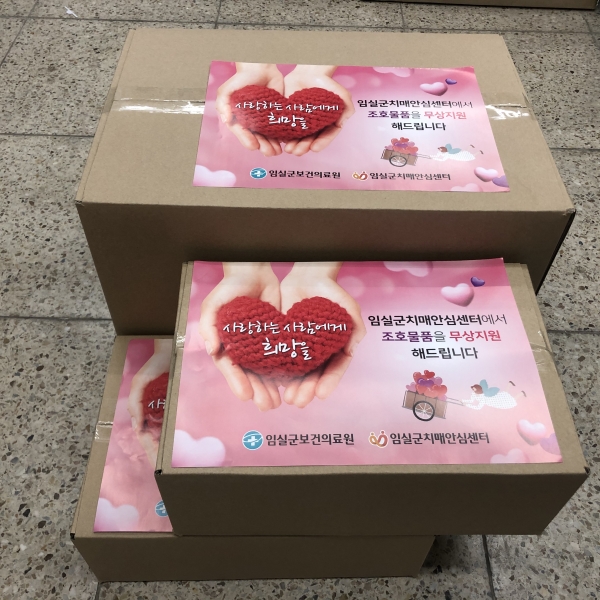 사랑하는 사람에게
희망을
임실군치매안심센터에서
조호물품을 무상지원
해드립니다
임실군보건의료원 임실군치매안심센터
사랑하는 사람에게
희망을
임실군치매안심센터에서
조호물품을 무상지원
해드립니다
임실군보건의료원 임실군치매안심센터
사